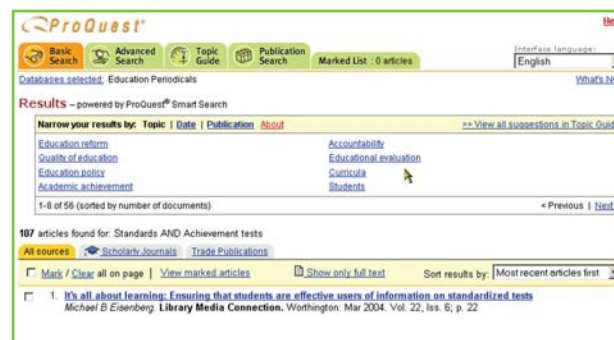 ProQuest®
Basic Search
Advanced Search
Topic Guide
Publication Search
Marked List : 0 articles
Interface language:
English
Databases selected: Education Periodicals
Results – powered by ProQuest® Smart Search
Narrow your results by: Topic | Date | Publication About >> View all suggestions in Topic Guid
Education reform Accountability
Quality of education Educational evaluation
Education policy Curricula
Academic achievement Students
1-8 of 56 (sorted by number of documents) < Previous | Next
107 articles found for: Standards AND Achievement tests
All sources Scholarly Journals Trade Publications
Mark / Clear all on page | View marked articles Show only full text Sort results by: Most recent articles first
1. It's all about learning: Ensuring that students are effective users of information on standardized tests
Michael B Eisenberg. Library Media Connection. Worthington: Mar 2004. Vol. 22, Iss. 6; p. 22